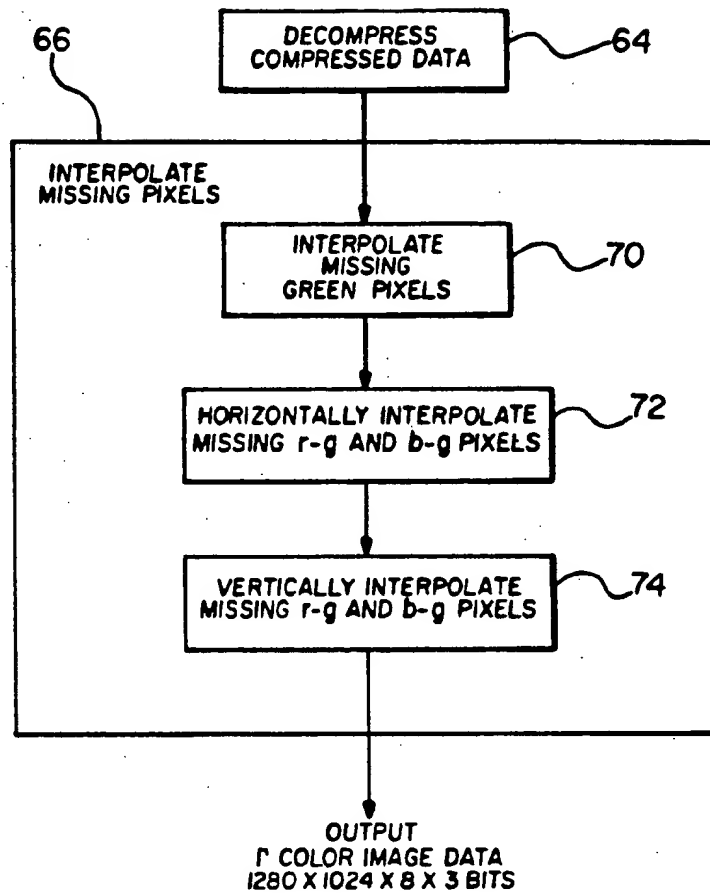 DECOMPRESS
COMPRESSED DATA
64
66
INTERPOLATE
MISSING PIXELS
INTERPOLATE
MISSING
GREEN PIXELS
70
HORIZONTALLY INTERPOLATE
MISSING r-g AND b-g PIXELS
72
VERTICALLY INTERPOLATE
MISSING r-g AND b-g PIXELS
74
OUTPUT
Γ COLOR IMAGE DATA
1280 X 1024 X 8 X 3 BITS